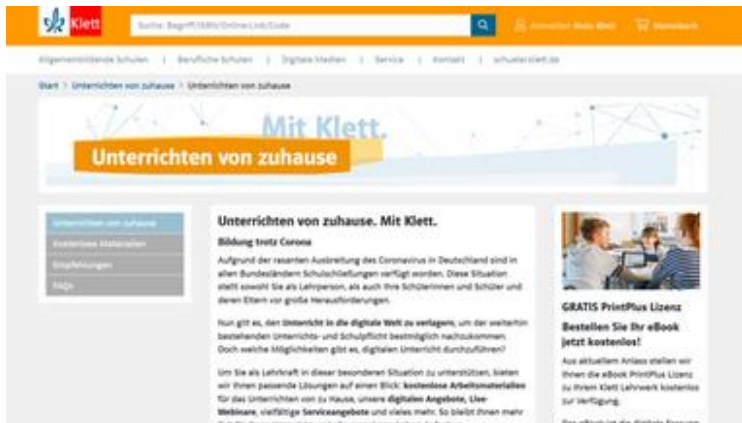 Klett
Suche: Begriff/ISBN/Online-Link/Code
Anmelden Mein Klett
Warenkorb
Allgemeinbildende Schulen | Berufliche Schulen | Digitale Medien | Service | Kontakt | schueler.klett.de
Start > Unterrichten von zuhause > Unterrichten von zuhause
Mit Klett.
Unterrichten von zuhause
Unterrichten von zuhause
Kostenlose Materialien
Empfehlungen
FAQs
Unterrichten von zuhause. Mit Klett.
Bildung trotz Corona
Aufgrund der rasanten Ausbreitung des Coronavirus in Deutschland sind in
allen Bundesländern Schulschließungen verfügt worden. Diese Situation
stellt sowohl Sie als Lehrperson, als auch Ihre Schülerinnen und Schüler und
deren Eltern vor große Herausforderungen.
Nun gilt es, den Unterricht in die digitale Welt zu verlagern, um der weiterhin
bestehenden Unterrichts- und Schulpflicht bestmöglich nachzukommen.
Doch welche Möglichkeiten gibt es, digitalen Unterricht durchzuführen?
Um Sie als Lehrkraft in dieser besonderen Situation zu unterstützen, bieten
wir Ihnen passende Lösungen auf einen Blick: kostenlose Arbeitsmaterialien
für das Unterrichten von zu Hause, unsere digitalen Angebote, Live
Webinare, vielfältige Serviceangebote und vieles mehr. So bleibt Ihnen mehr
GRATIS PrintPlus Lizenz
Bestellen Sie Ihr eBook
jetzt kostenlos!
Aus aktuellem Anlass stellen wir
Ihnen die eBook PrintPlus Lizenz
zu Ihrem Klett Lehrwerk kostenlos
zur Verfügung.